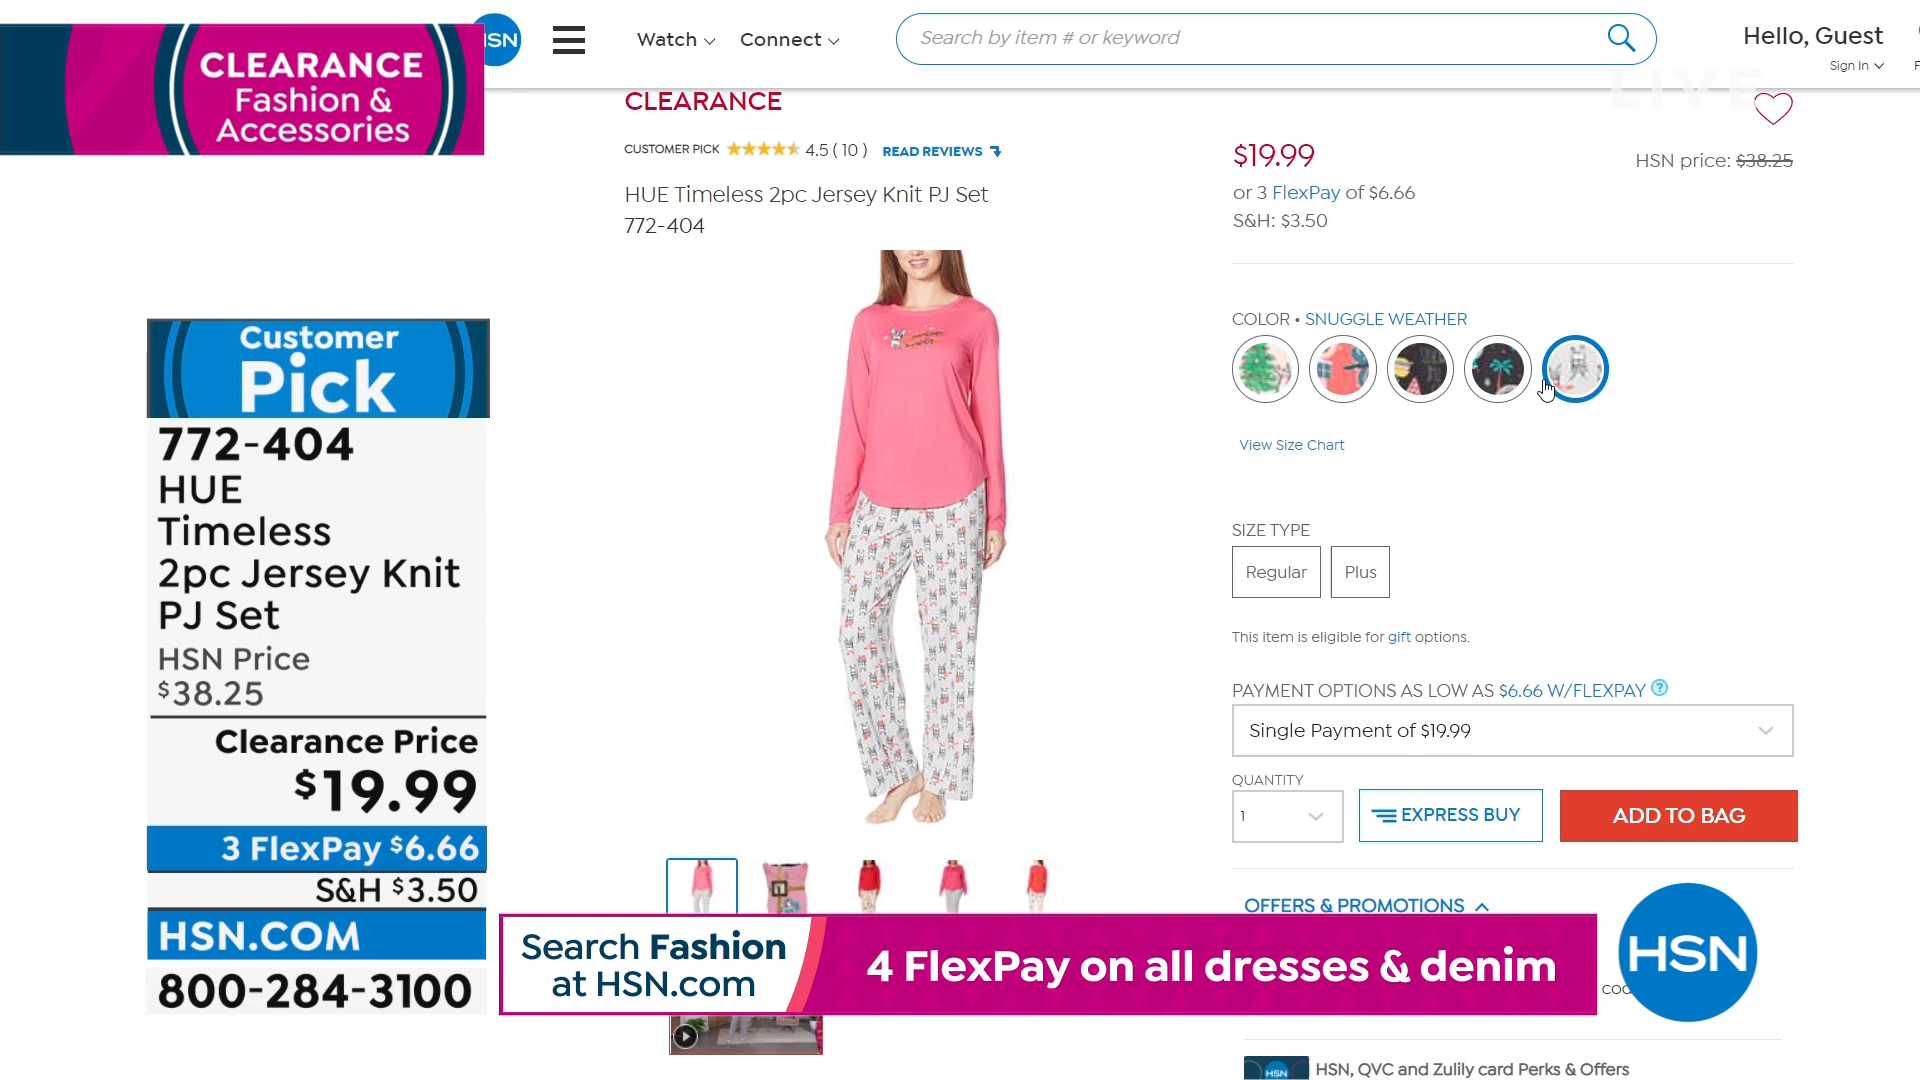 CLEARANCE
Fashion &
Accessories
HSN
Watch
Connect
Search by item # or keyword
Hello, Guest
Sign In
LIVE
CLEARANCE
CUSTOMER PICK 4.5 ( 10 ) READ REVIEWS
HUE Timeless 2pc Jersey Knit PJ Set
772-404
$19.99
HSN price: $38.25
or 3 FlexPay of $6.66
S&H: $3.50
COLOR • SNUGGLE WEATHER
View Size Chart
SIZE TYPE
Regular
Plus
This item is eligible for gift options.
PAYMENT OPTIONS AS LOW AS $6.66 W/FLEXPAY ?
Single Payment of $19.99
QUANTITY
1
EXPRESS BUY
ADD TO BAG
OFFERS & PROMOTIONS
HSN, QVC and Zulily card Perks & Offers
HSN
Customer
Pick
772-404
HUE
Timeless
2pc Jersey Knit
PJ Set
HSN Price
$38.25
Clearance Price
$19.99
3 FlexPay $6.66
S&H $3.50
HSN.COM
800-284-3100
Search Fashion
at HSN.com
4 FlexPay on all dresses & denim
HSN